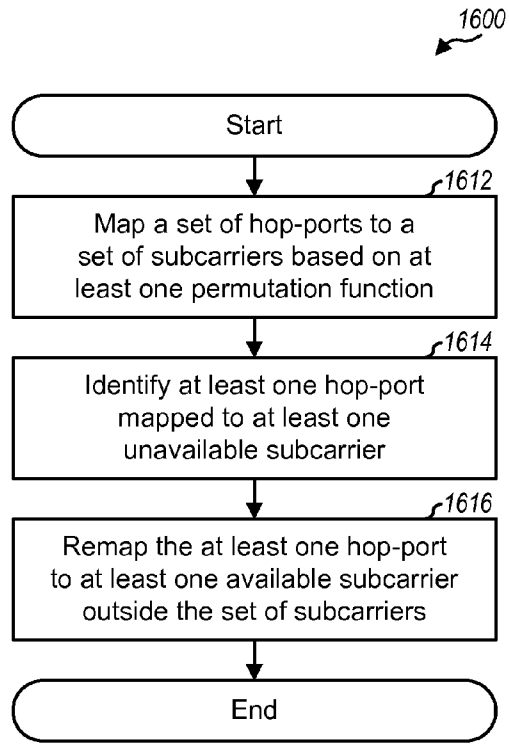 1600
Start
1612
Map a set of hop-ports to a
set of subcarriers based on at
least one permutation function
1614
Identify at least one hop-port
mapped to at least one
unavailable subcarrier
1616
Remap the at least one hop-port
to at least one available subcarrier
outside the set of subcarriers
End